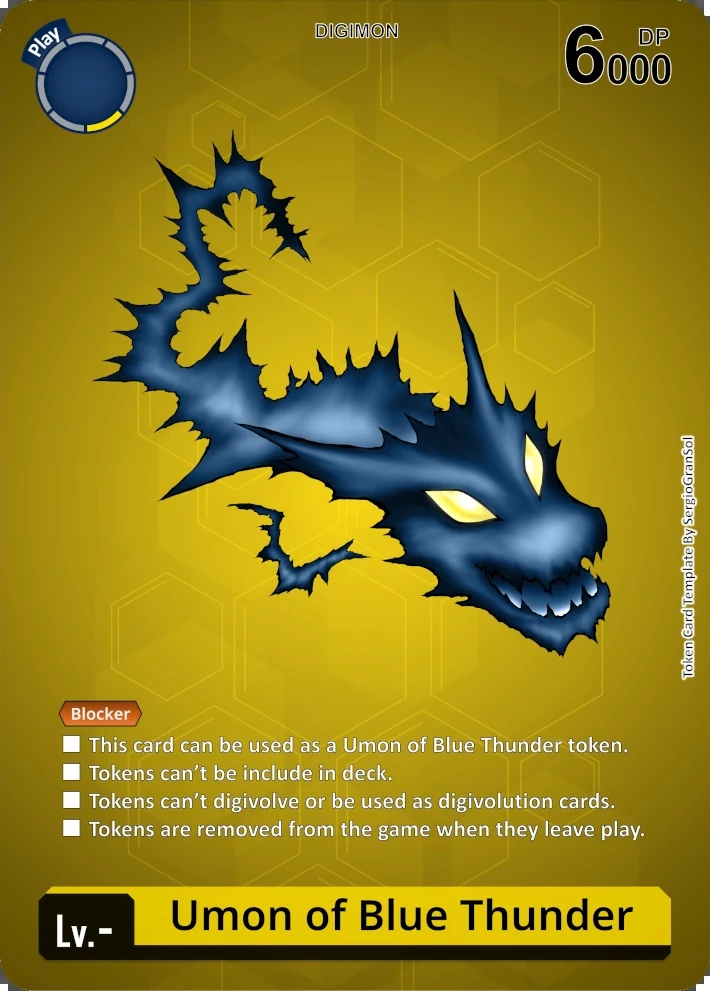 Play
DIGIMON
DP
6000
Token Card Template By SergioGranSol
Blocker
This card can be used as a Umon of Blue Thunder token.
Tokens can't be include in deck.
Tokens can't digivolve or be used as digivolution cards.
Tokens are removed from the game when they leave play.
Lv.-
Umon of Blue Thunder